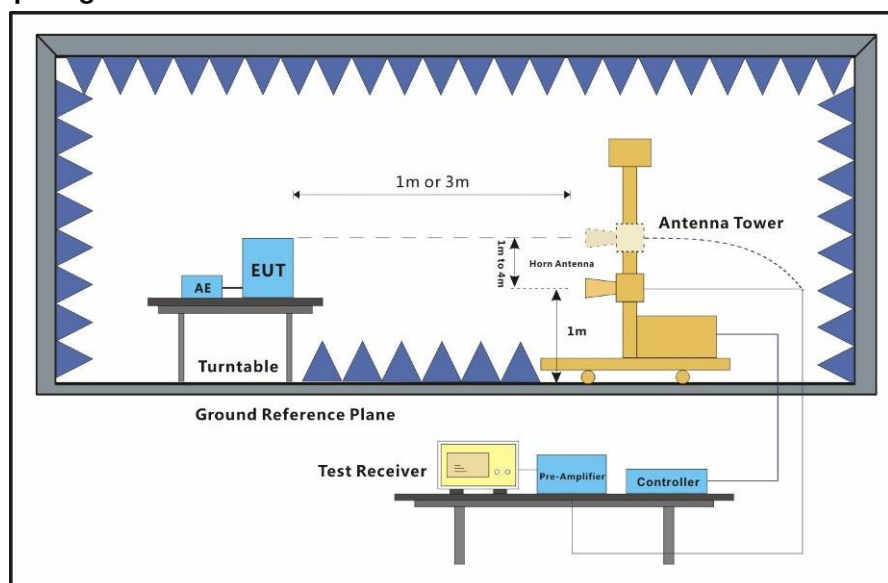 1m or 3m
Antenna Tower
1m to 4m
Horn Antenna
EUT
AE
1m
Turntable
Ground Reference Plane
Test Receiver
Pre-Amplifier
Controller